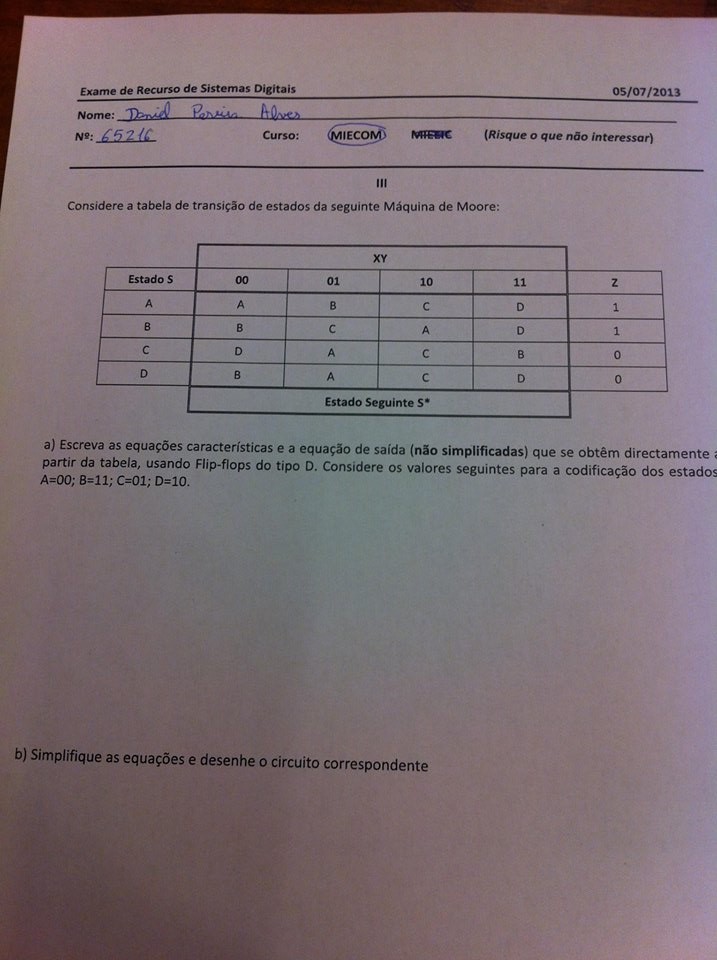 Exame de Recurso de Sistemas Digitais 05/07/2013
Nome: Daniel Pereira Alves
Nº: 65216 Curso: MIECOM MIEBIC (Risque o que não interessar)
III
Considere a tabela de transição de estados da seguinte Máquina de Moore:
XY
Estado S 00 01 10 11 Z
A A B C D 1
B B C A D 1
C D A C B 0
D B A C D 0
Estado Seguinte S*
a) Escreva as equações características e a equação de saída (não simplificadas) que se obtêm directamente a
partir da tabela, usando Flip-flops do tipo D. Considere os valores seguintes para a codificação dos estados
A=00; B=11; C=01; D=10.
b) Simplifique as equações e desenhe o circuito correspondente